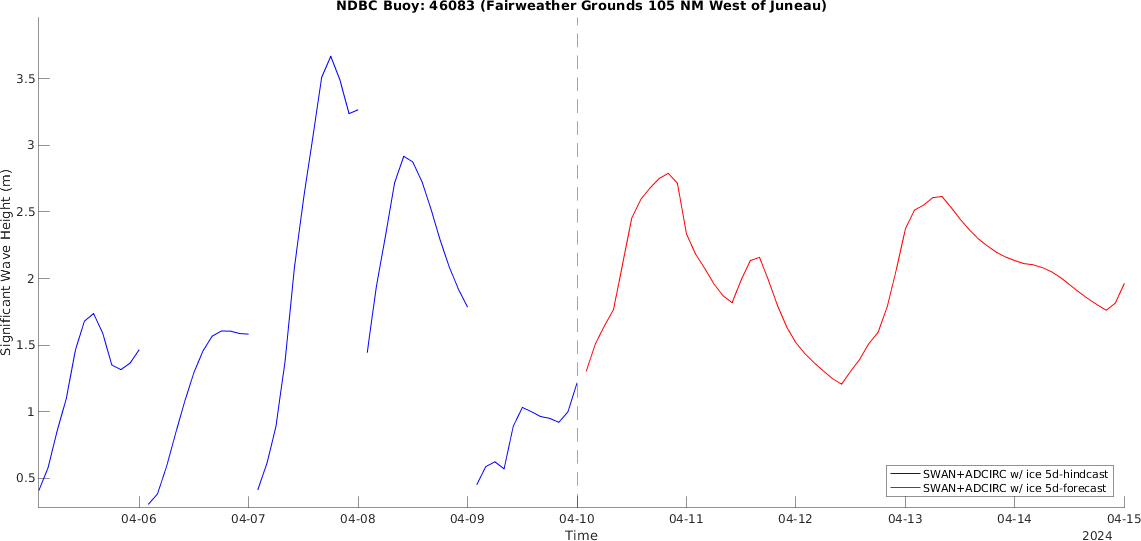 NDBC Buoy: 46083 (Fairweather Grounds 105 NM West of Juneau)
3.5
3
2.5
2
1.5
1
0.5
Significant Wave Height (m)
SWAN+ADCIRC w/ ice 5d-hindcast
SWAN+ADCIRC w/ ice 5d-forecast
04-06 04-07 04-08 04-09 04-10 04-11 04-12 04-13 04-14 04-15
Time
2024